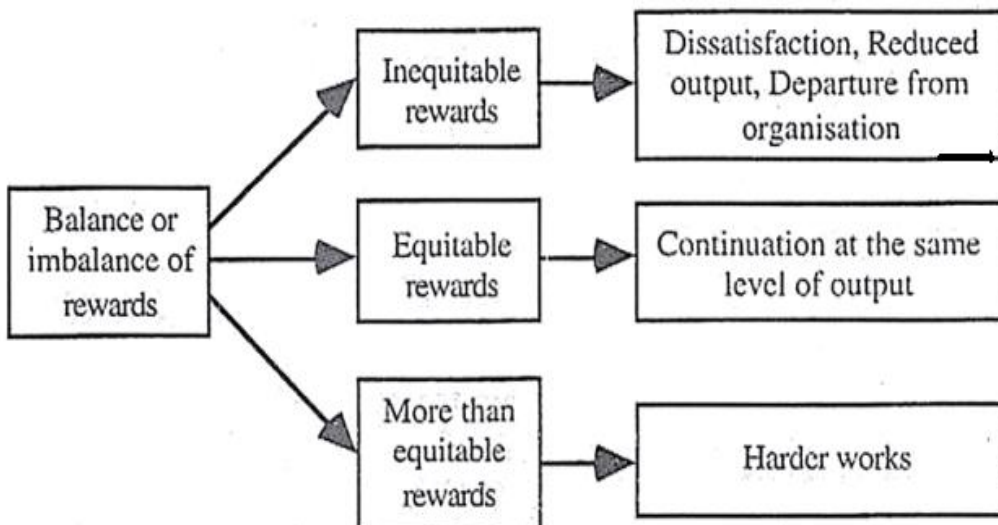 Inequitable
rewards
Dissatisfaction, Reduced
output, Departure from
organisation
Balance or
imbalance of
rewards
Equitable
rewards
Continuation at the same
level of output
More than
equitable
rewards
Harder works